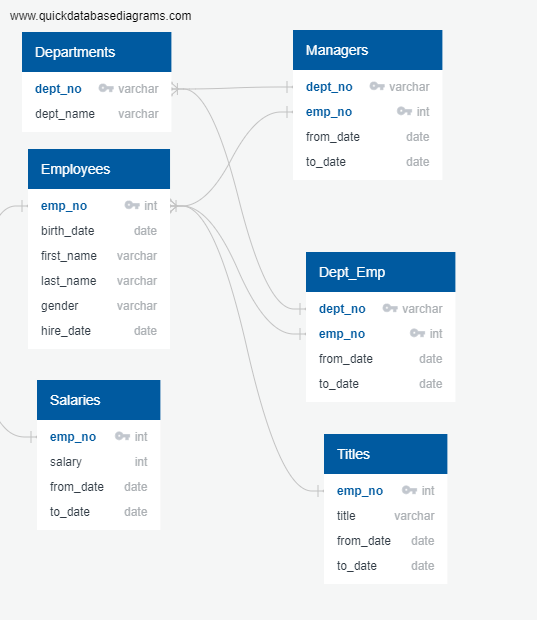 www.quickdatabasediagrams.com
Departments
dept_no varchar
dept_name varchar
Managers
dept_no varchar
emp_no int
from_date date
to_date date
Employees
emp_no int
birth_date date
first_name varchar
last_name varchar
gender varchar
hire_date date
Dept_Emp
dept_no varchar
emp_no int
from_date date
to_date date
Salaries
emp_no int
salary int
from_date date
to_date date
Titles
emp_no int
title varchar
from_date date
to_date date